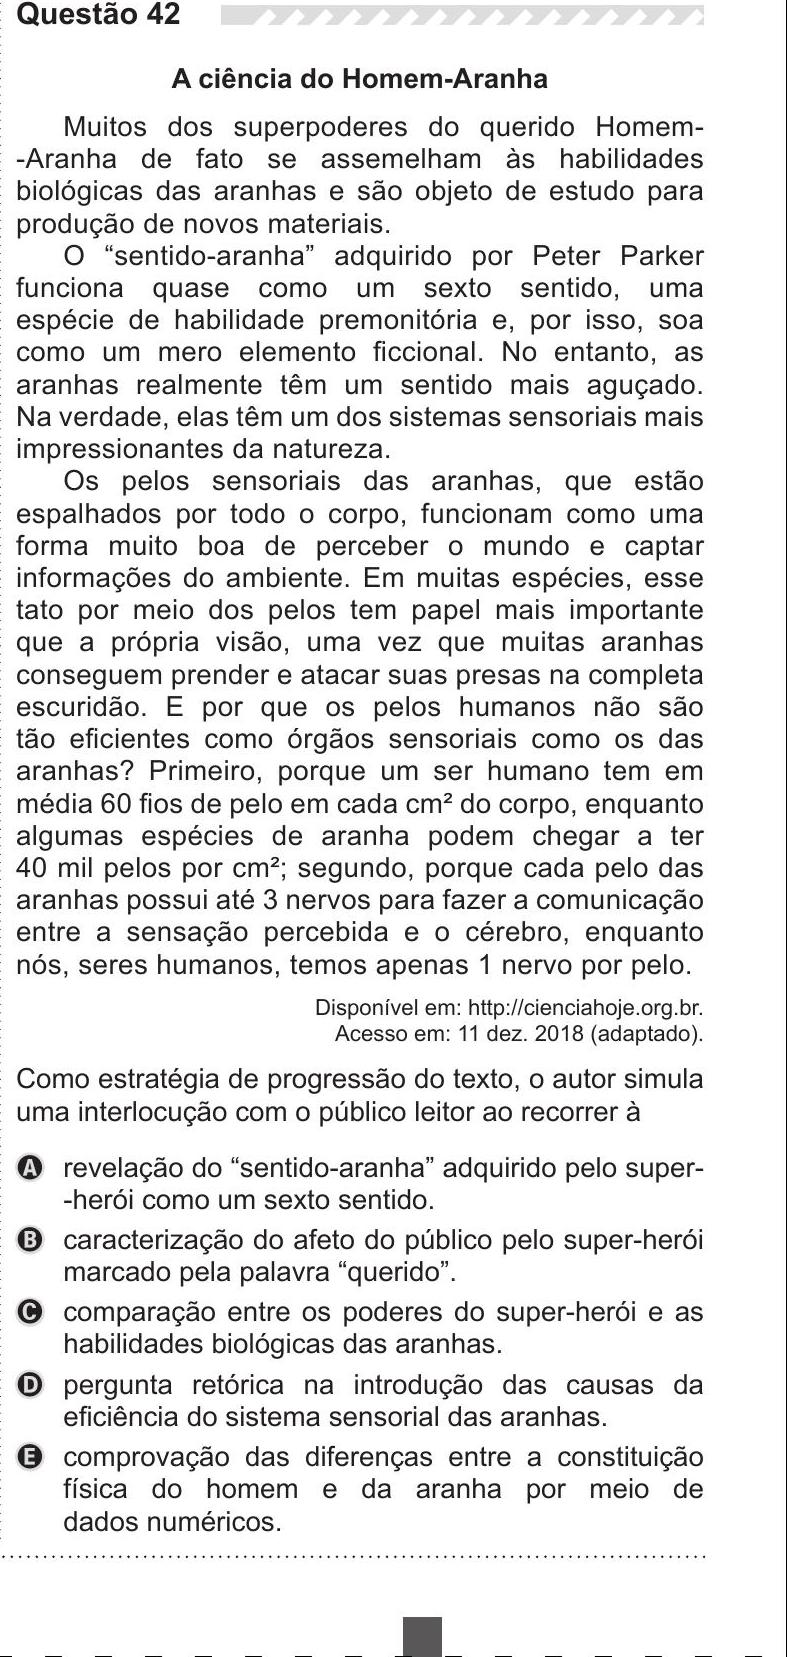 Questão 42
A ciência do Homem-Aranha
Muitos dos superpoderes do querido Homem-
-Aranha de fato se assemelham às habilidades
biológicas das aranhas e são objeto de estudo para
produção de novos materiais.
O “sentido-aranha” adquirido por Peter Parker
funciona quase como um sexto sentido, uma
espécie de habilidade premonitória e, por isso, soa
como um mero elemento ficcional. No entanto, as
aranhas realmente têm um sentido mais aguçado.
Na verdade, elas têm um dos sistemas sensoriais mais
impressionantes da natureza.
Os pelos sensoriais das aranhas, que estão
espalhados por todo o corpo, funcionam como uma
forma muito boa de perceber o mundo e captar
informações do ambiente. Em muitas espécies, esse
tato por meio dos pelos tem papel mais importante
que a própria visão, uma vez que muitas aranhas
conseguem prender e atacar suas presas na completa
escuridão. E por que os pelos humanos não são
tão eficientes como órgãos sensoriais como os das
aranhas? Primeiro, porque um ser humano tem em
média 60 fios de pelo em cada cm² do corpo, enquanto
algumas espécies de aranha podem chegar a ter
40 mil pelos por cm²; segundo, porque cada pelo das
aranhas possui até 3 nervos para fazer a comunicação
entre a sensação percebida e o cérebro, enquanto
nós, seres humanos, temos apenas 1 nervo por pelo.
Disponível em: http://cienciahoje.org.br.
Acesso em: 11 dez. 2018 (adaptado).
Como estratégia de progressão do texto, o autor simula
uma interlocução com o público leitor ao recorrer à
A revelação do “sentido-aranha” adquirido pelo super-
-herói como um sexto sentido.
B caracterização do afeto do público pelo super-herói
marcado pela palavra “querido”.
C comparação entre os poderes do super-herói e as
habilidades biológicas das aranhas.
D pergunta retórica na introdução das causas da
eficiência do sistema sensorial das aranhas.
E comprovação das diferenças entre a constituição
física do homem e da aranha por meio de
dados numéricos.